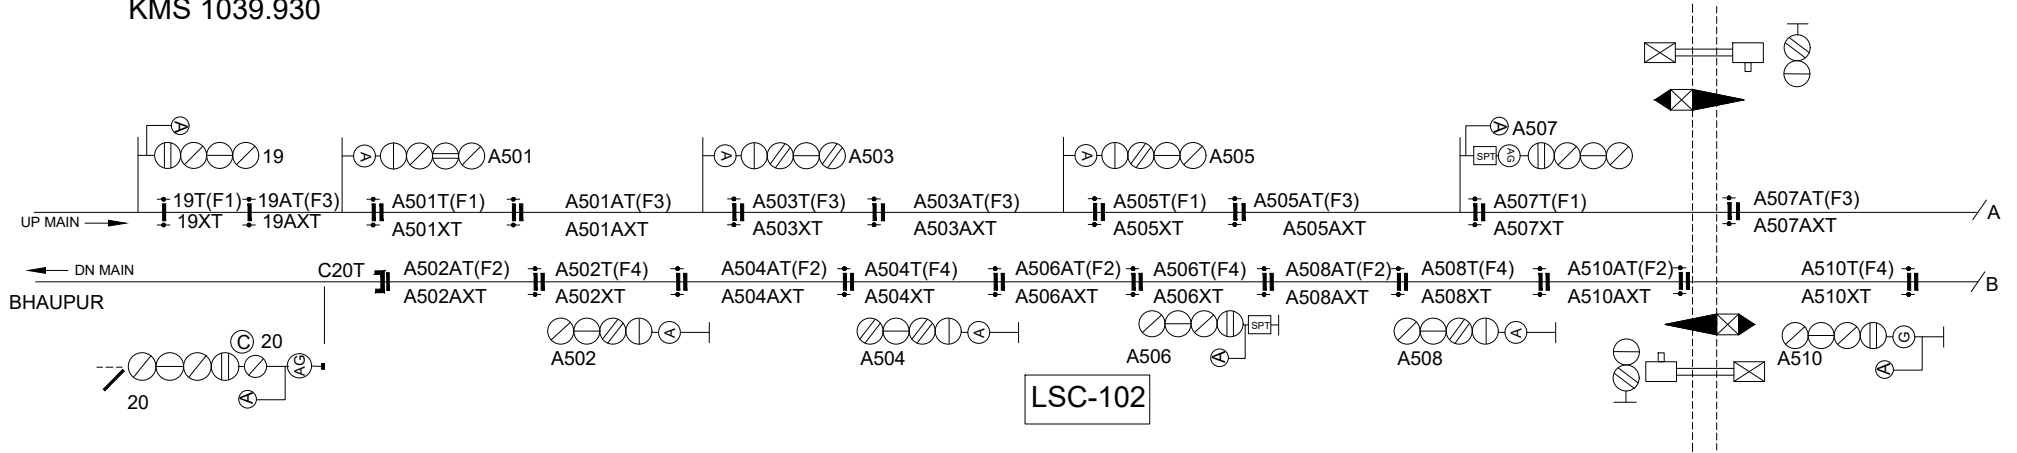 KMS 1039.930
A
A A507
19
A A501
A A503
A A505
SPT AG
19T(F1) 19AT(F3) A501T(F1) A501AT(F3) A503T(F3) A503AT(F3) A505T(F1) A505AT(F3) A507T(F1) A507AT(F3)
UP MAIN 19XT 19AXT A501XT A501AXT A503XT A503AXT A505XT A505AXT A507XT A507AXT A
DN MAIN C20T A502AT(F2) A502T(F4) A504AT(F2) A504T(F4) A506AT(F2) A506T(F4) A508AT(F2) A508T(F4) A510AT(F2) A510T(F4)
BHAUPUR A502AXT A502XT A504AXT A504XT A506AXT A506XT A508AXT A508XT A510AXT A510XT B
A A SPT A G
C 20 A502 A504 A506 A A508 A510
AG A
20 A
LSC-102